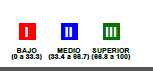 I II III
BAJO MEDIO SUPERIOR
(0 a 33.3) (33.4 a 66.7) (66.8 a 100)